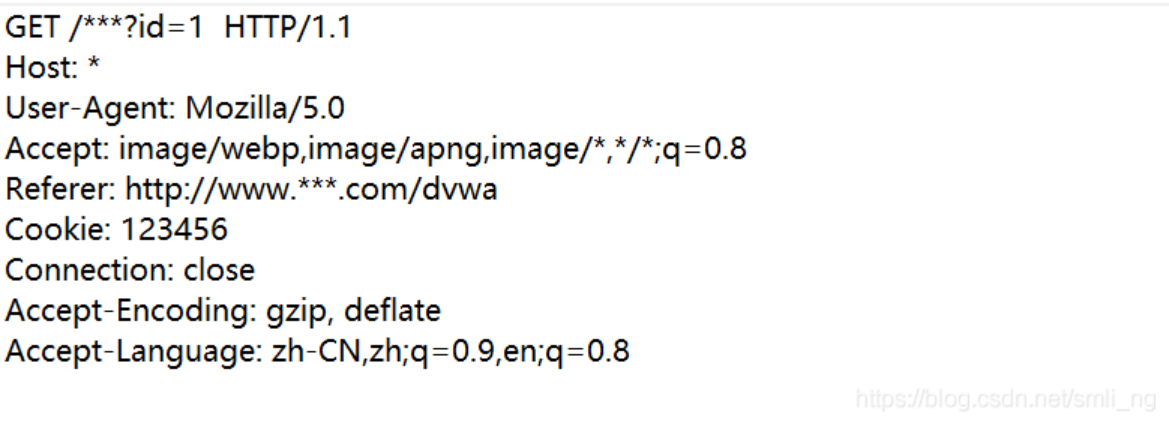 GET /***?id=1  HTTP/1.1
Host: *
User-Agent: Mozilla/5.0
Accept: image/webp,image/apng,image/*,*/*;q=0.8
Referer: http://www.***.com/dvwa
Cookie: 123456
Connection: close
Accept-Encoding: gzip, deflate
Accept-Language: zh-CN,zh;q=0.9,en;q=0.8
https://blog.csdn.net/smli_ng